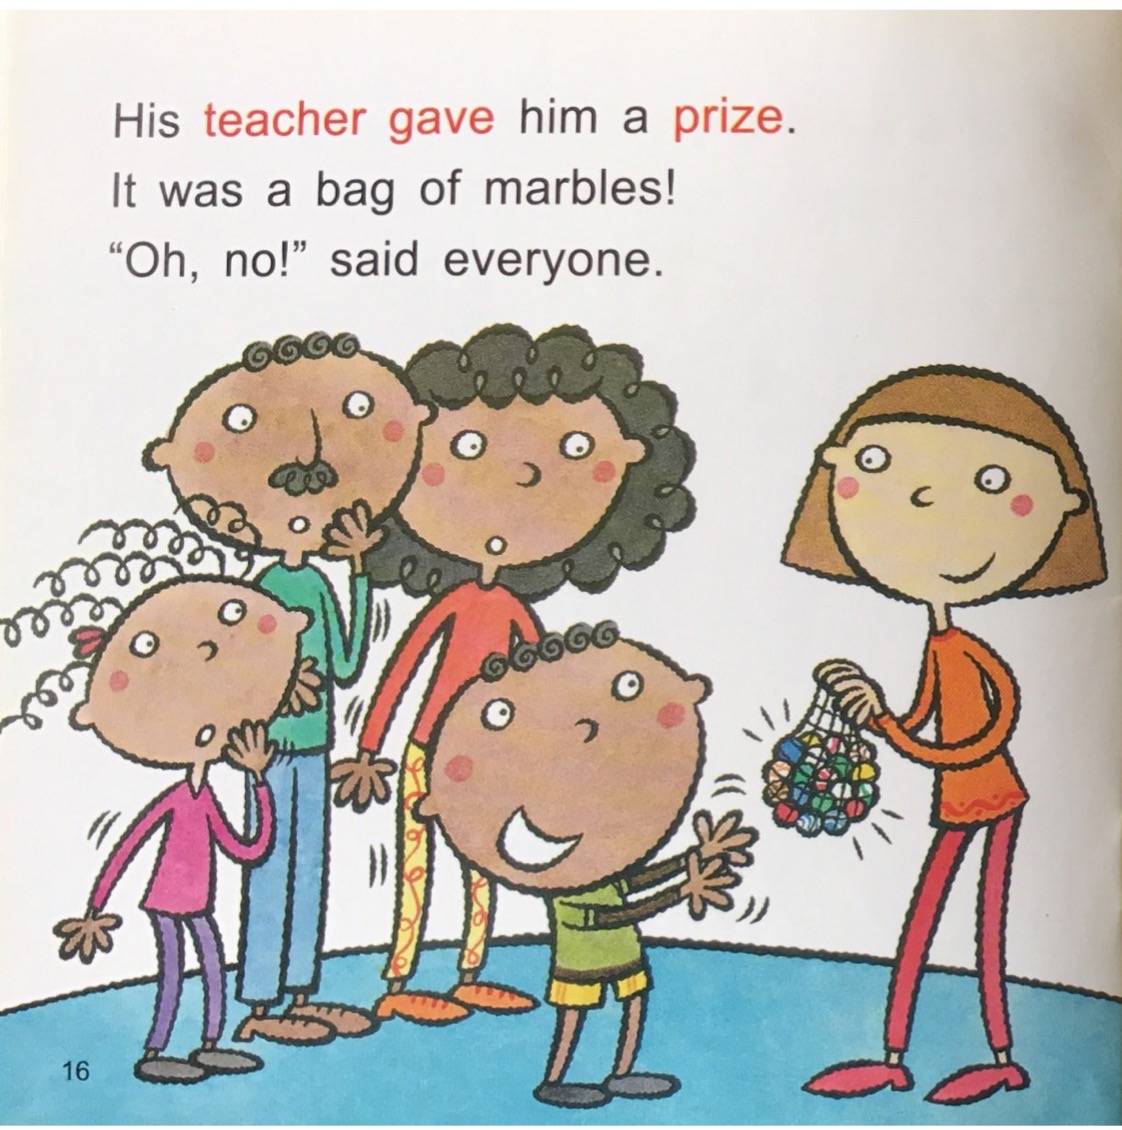 His teacher gave him a prize.
It was a bag of marbles!
“Oh, no!” said everyone.
16